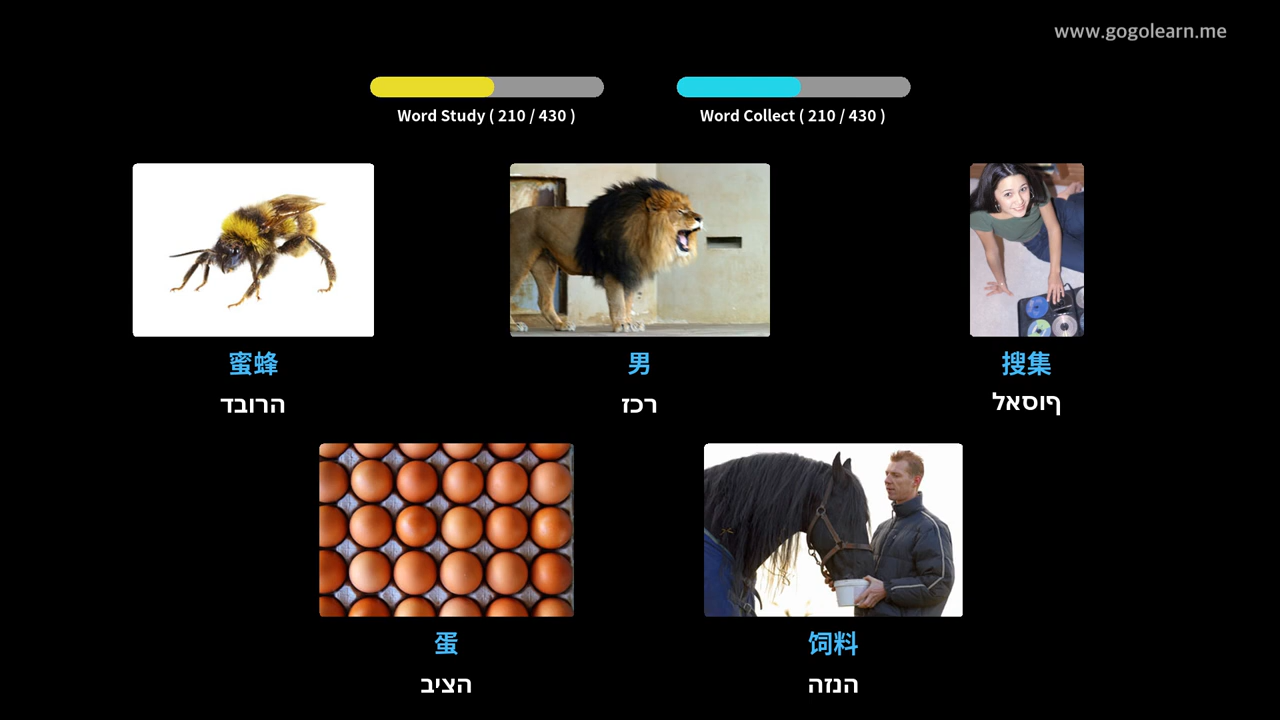 www.gogolearn.me
Word Study ( 210 / 430 )
Word Collect ( 210 / 430 )
蜜蜂
הרובד
男
רכז
搜集
ףוסאל
蛋
הציב
饲料
הנזה